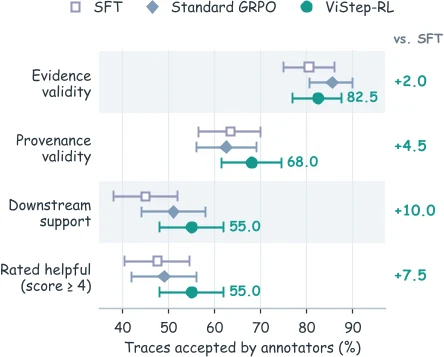 SFT Standard GRPO ViStep-RL
vs. SFT
Evidence
validity
82.5
+2.0
Provenance
validity
68.0
+4.5
Downstream
support
55.0
+10.0
Rated helpful
(score ≥ 4)
55.0
+7.5
40 50 60 70 80 90
Traces accepted by annotators (%)